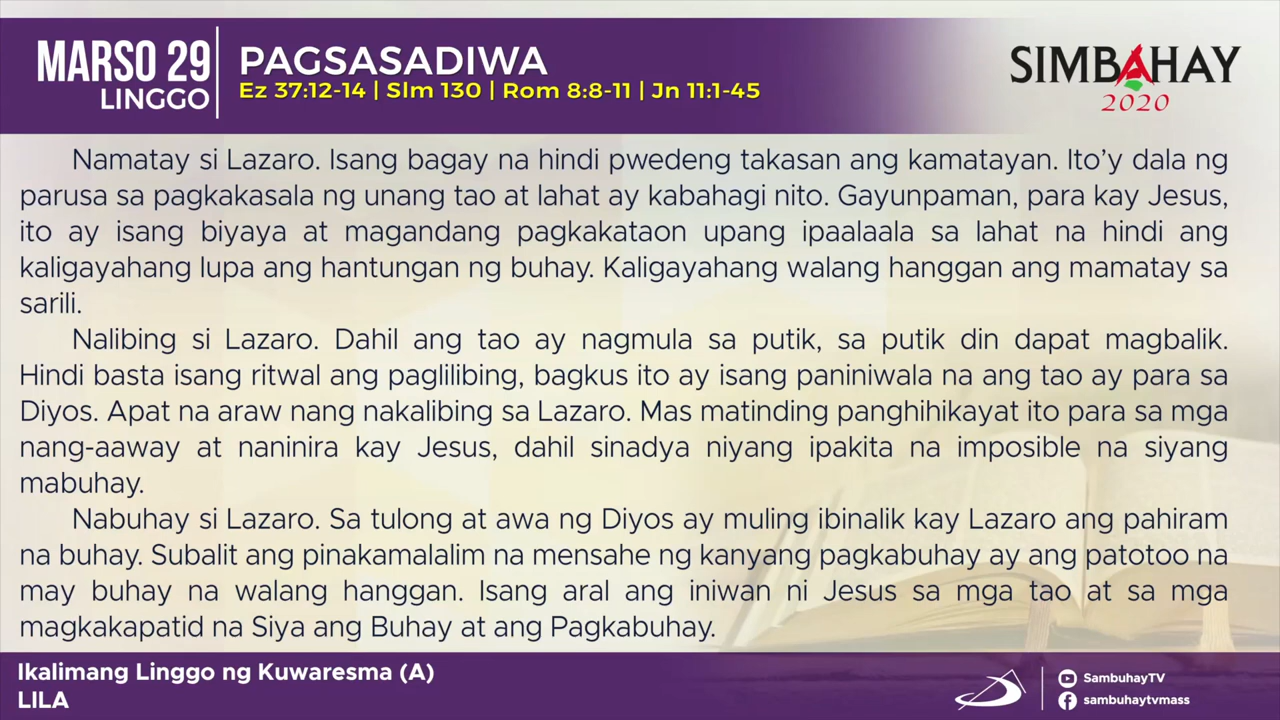 MARSO 29
LINGGO
PAGSASADIWA
Ez 37:12-14 | Slm 130 | Rom 8:8-11 | Jn 11:1-45
SIMBAHAY
2020
Namatay si Lazaro. Isang bagay na hindi pwedeng takasan ang kamatayan. Ito'y dala ng
parusa sa pagkakasala ng unang tao at lahat ay kabahagi nito. Gayunpaman, para kay Jesus,
ito ay isang biyaya at magandang pagkakataon upang ipaalaala sa lahat na hindi ang
kaligayahang lupa ang hantungan ng buhay. Kaligayahang walang hanggan ang mamatay sa
sarili.
Nalibing si Lazaro. Dahil ang tao ay nagmula sa putik, sa putik din dapat magbalik.
Hindi basta isang ritwal ang paglilibing, bagkus ito ay isang paniniwala na ang tao ay para sa
Diyos. Apat na araw nang nakalibing sa Lazaro. Mas matinding panghihikayat ito para sa mga
nang-aaway at naninira kay Jesus, dahil sinadya niyang ipakita na imposible na siyang
mabuhay.
Nabuhay si Lazaro. Sa tulong at awa ng Diyos ay muling ibinalik kay Lazaro ang pahiram
na buhay. Subalit ang pinakamalalim na mensahe ng kanyang pagkabuhay ay ang patotoo na
may buhay na walang hanggan. Isang aral ang iniwan ni Jesus sa mga tao at sa mga
magkakapatid na Siya ang Buhay at ang Pagkabuhay.
Ikalimang Linggo ng Kuwaresma (A)
LILA
SambuhayTV
sambuhaytvmass